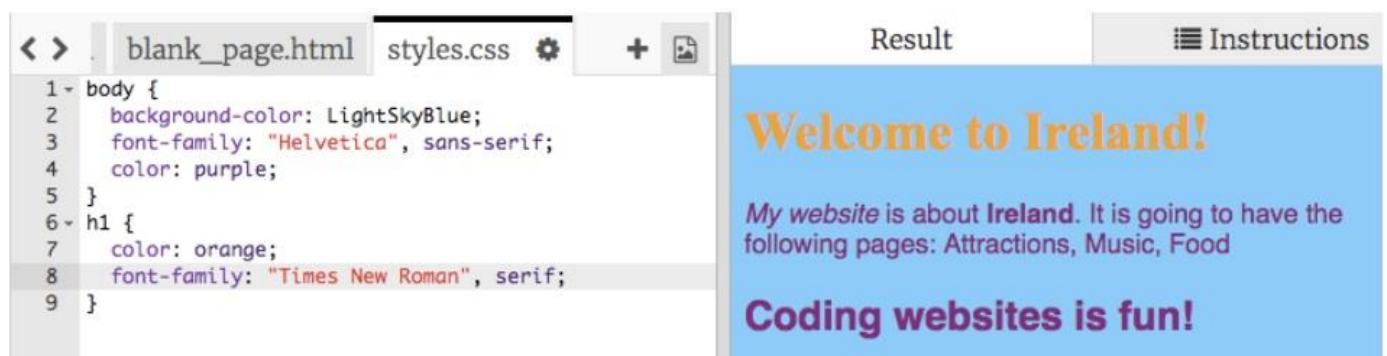 < > . blank_page.html styles.css +
Result Instructions
1 body {
2 background-color: LightSkyBlue;
3 font-family: "Helvetica", sans-serif;
4 color: purple;
5 }
6 h1 {
7 color: orange;
8 font-family: "Times New Roman", serif;
9 }
Welcome to Ireland!
My website is about Ireland. It is going to have the
following pages: Attractions, Music, Food
Coding websites is fun!